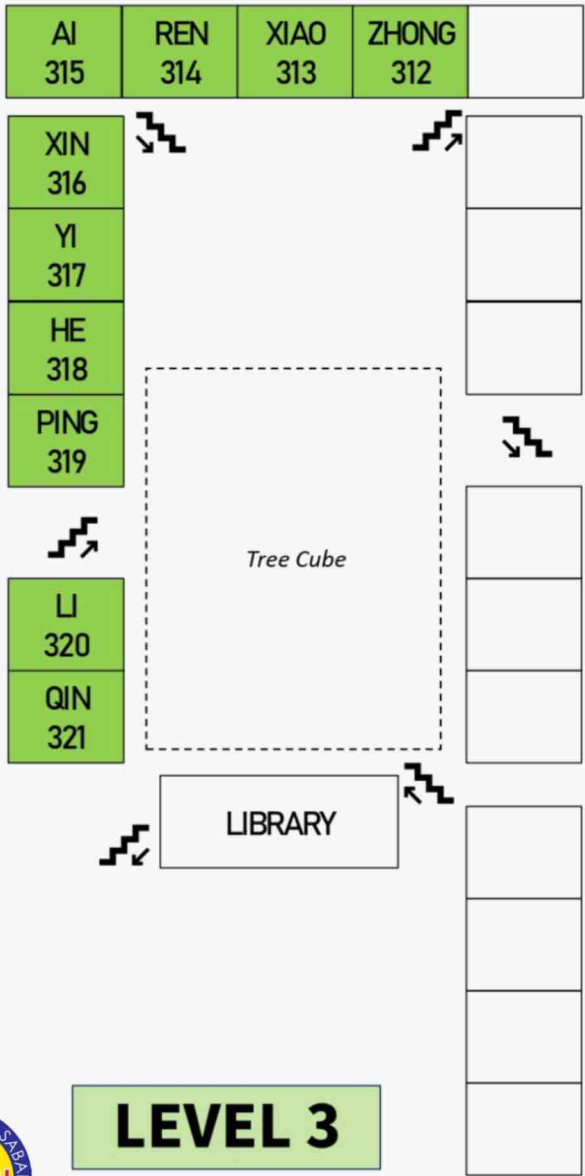 AI
315
REN
314
XIAO
313
ZHONG
312
XIN
316
YI
317
HE
318
PING
319
LI
320
QIN
321
Tree Cube
LIBRARY
LEVEL 3
SABA